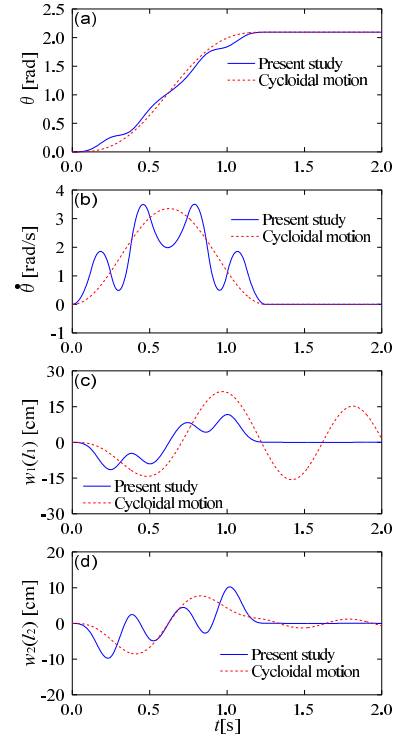 (a)
2.5
2.0
1.5
1.0
0.5
0.0
θ [rad]
Present study
Cycloidal motion
0.0 0.5 1.0 1.5 2.0
(b)
4
3
2
1
0
-1
θ̇ [rad/s]
Present study
Cycloidal motion
0.0 0.5 1.0 1.5 2.0
(c)
30
15
0
-15
-30
w1(l1) [cm]
Present study
Cycloidal motion
0.0 0.5 1.0 1.5 2.0
(d)
20
10
0
-10
-20
w2(l2) [cm]
Present study
Cycloidal motion
0.0 0.5 1.0 1.5 2.0
t[s]